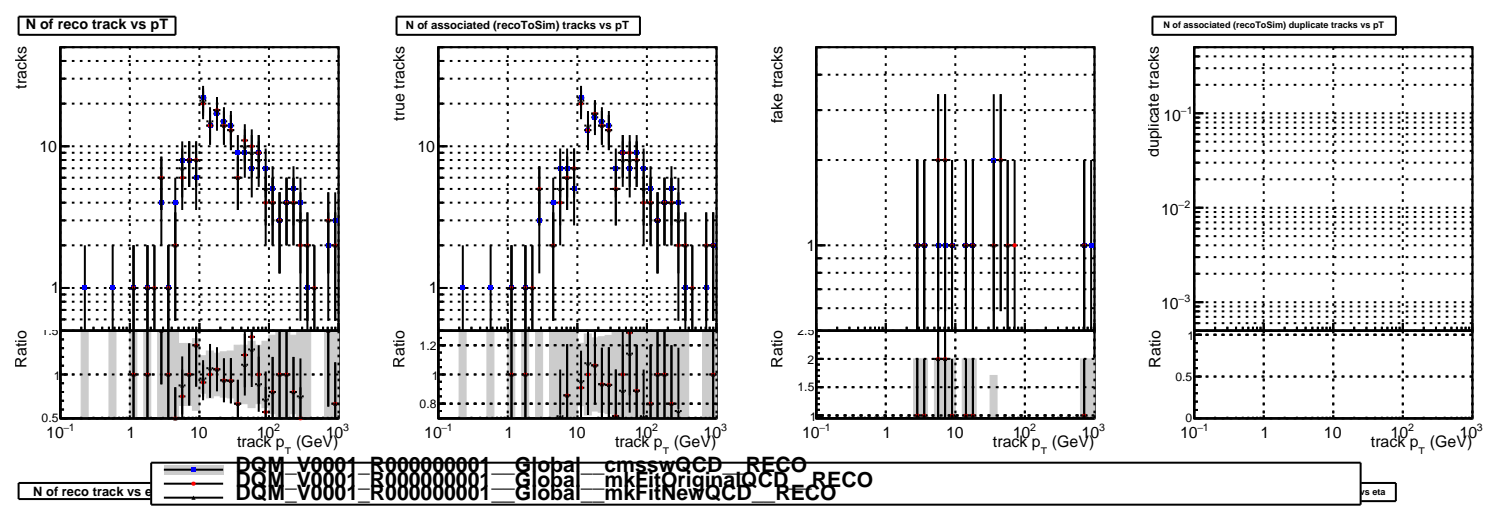 N of reco track vs pT
N of associated (recoToSim) tracks vs pT
N of associated (recoToSim) duplicate tracks vs pT
tracks
10
1
Ratio
1.5
1
0.5
10⁻¹ 1 10 10² 10³
track p_T (GeV)
true tracks
10
1
Ratio
1.2
1
0.8
10⁻¹ 1 10 10² 10³
track p_T (GeV)
fake tracks
1
Ratio
2.5
2
1.5
1
10⁻¹ 1 10 10² 10³
track p_T (GeV)
duplicate tracks
10⁻¹
10⁻²
10⁻³
Ratio
1
0.5
0
10⁻¹ 1 10 10² 10³
track p_T (GeV)
DQM_V0001_R000000001__Global__cmsswQCD__RECO
DQM_V0001_R000000001__Global__mkFitOriginalQCD__RECO
DQM_V0001_R000000001__Global__mkFitNewQCD__RECO
N of reco track vs e
vs eta